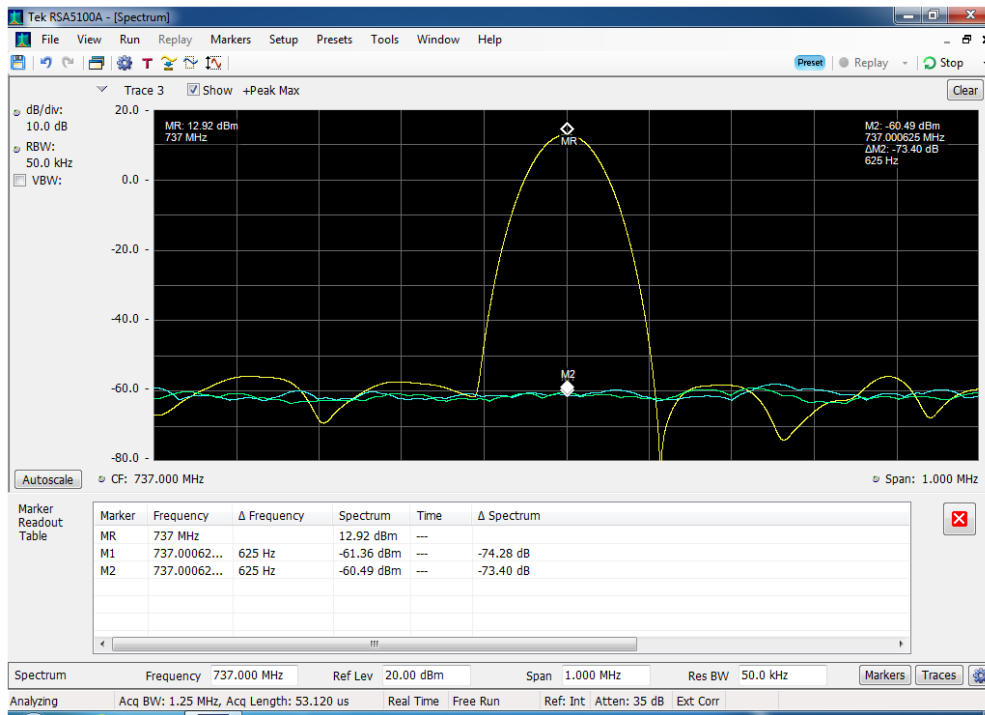 Tek RSA5100A - [Spectrum]
File View Run Replay Markers Setup Presets Tools Window Help
T Preset Replay Stop
Trace 3 Show +Peak Max Clear
dB/div:
10.0 dB
RBW:
50.0 kHz
VBW:
20.0
0.0
-20.0
-40.0
-60.0
-80.0
MR: 12.92 dBm
737 MHz
MR
M2: -60.49 dBm
737.000625 MHz
ΔM2: -73.40 dB
625 Hz
M2
Autoscale CF: 737.000 MHz Span: 1.000 MHz
Marker
Readout
Table
Marker Frequency Δ Frequency Spectrum Time Δ Spectrum
MR 737 MHz 12.92 dBm ---
M1 737.00062... 625 Hz -61.36 dBm --- -74.28 dB
M2 737.00062... 625 Hz -60.49 dBm --- -73.40 dB
Spectrum Frequency 737.000 MHz Ref Lev 20.00 dBm Span 1.000 MHz Res BW 50.0 kHz Markers Traces
Analyzing Acq BW: 1.25 MHz, Acq Length: 53.120 us Real Time Free Run Ref: Int Atten: 35 dB Ext Corr